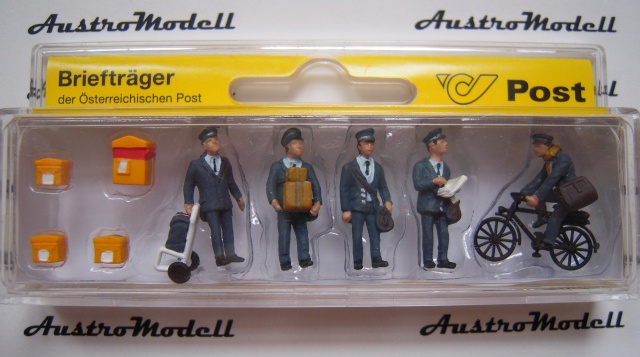 AustroModell
AustroModell
Briefträger
der Österreichischen Post
Post
AustroModell
AustroModell